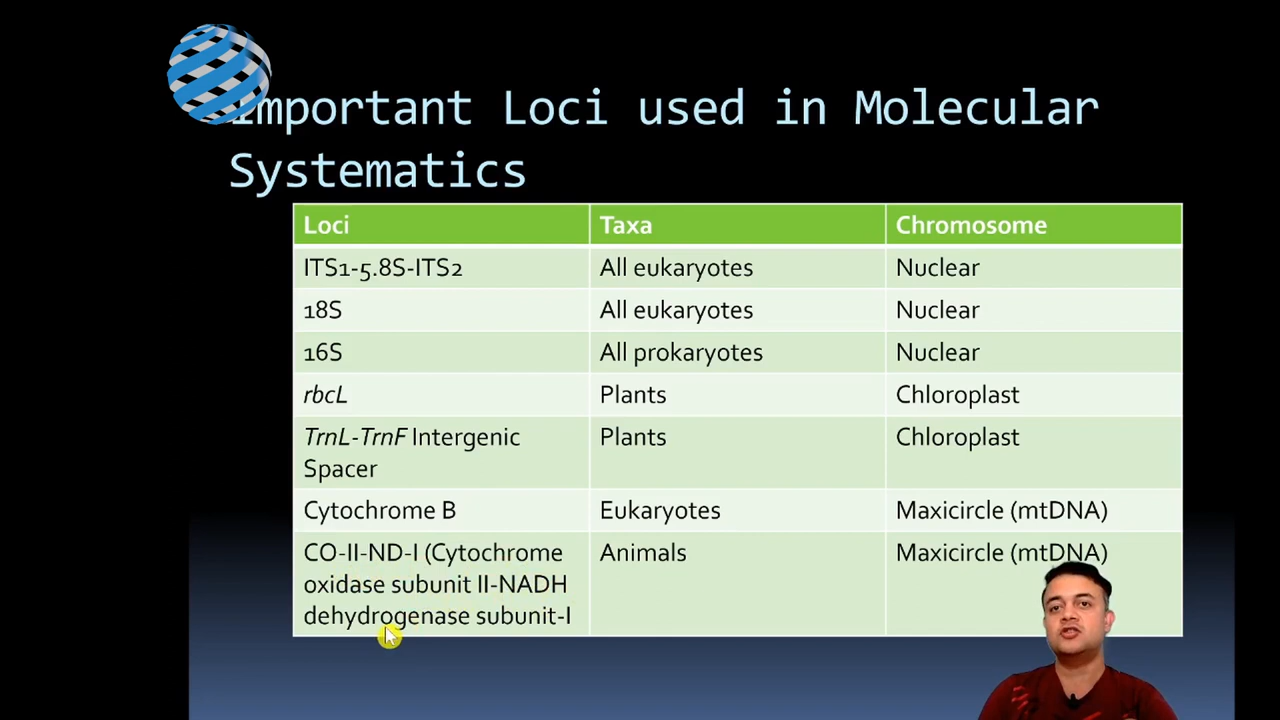 Important Loci used in Molecular
Systematics
Loci Taxa Chromosome
ITS1-5.8S-ITS2 All eukaryotes Nuclear
18S All eukaryotes Nuclear
16S All prokaryotes Nuclear
rbcL Plants Chloroplast
TrnL-TrnF Intergenic Plants Chloroplast
Spacer
Cytochrome B Eukaryotes Maxicircle (mtDNA)
CO-II-ND-I (Cytochrome Animals Maxicircle (mtDNA)
oxidase subunit II-NADH
dehydrogenase subunit-I